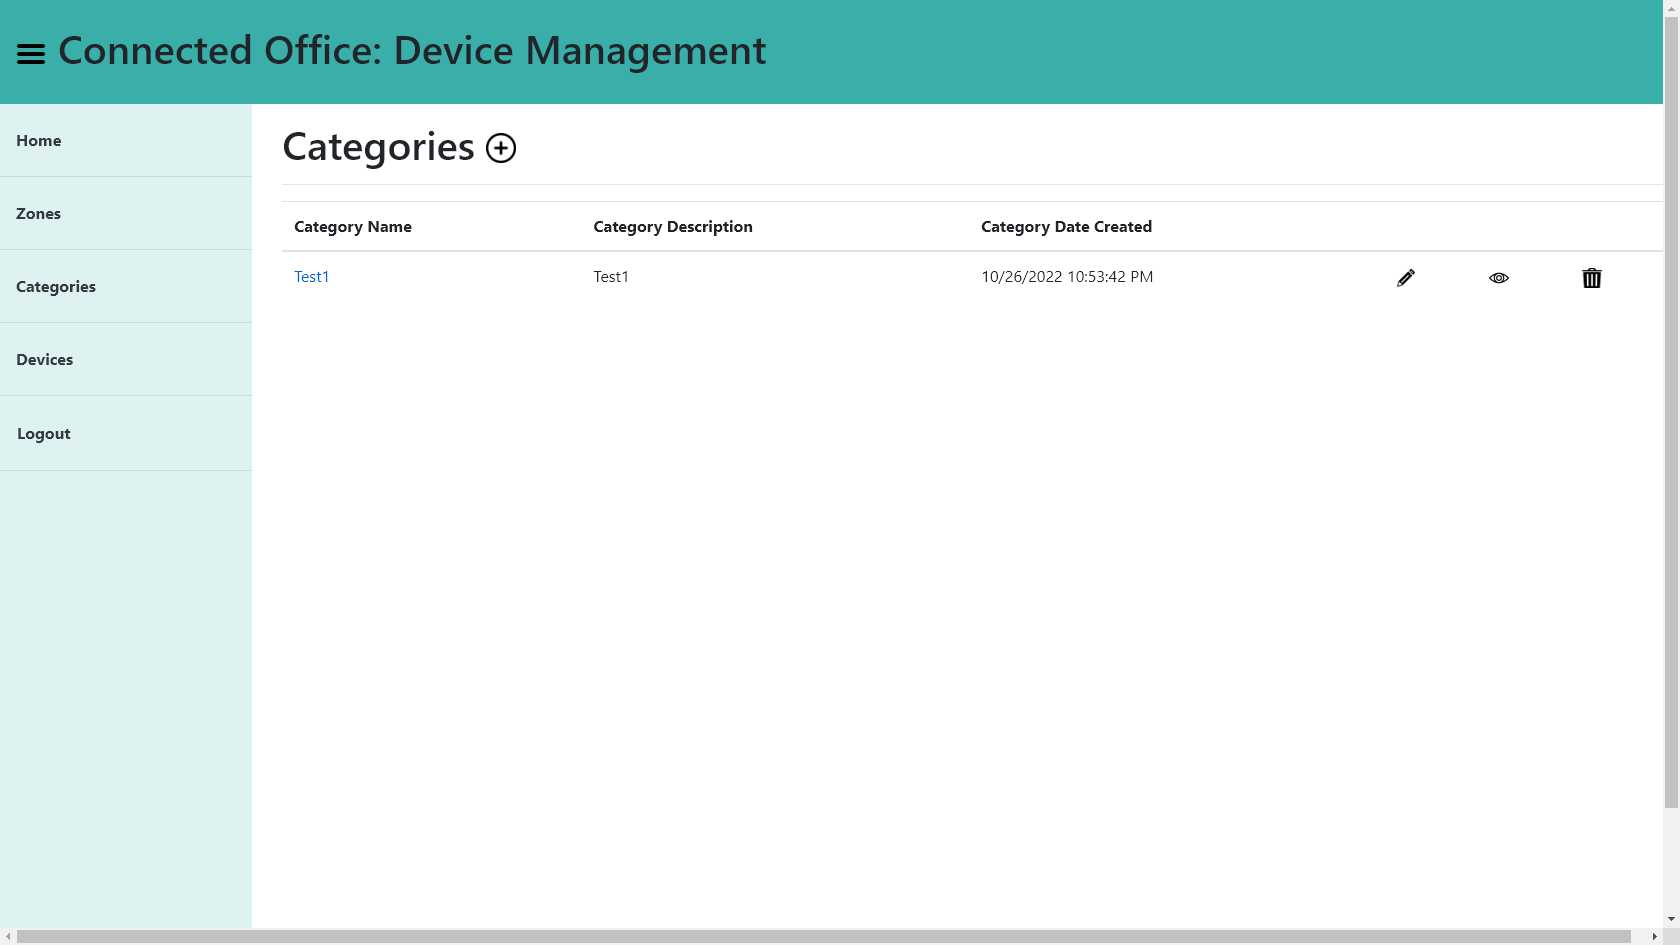 Connected Office: Device Management
Home
Zones
Categories
Devices
Logout
Categories
Category Name Category Description Category Date Created
Test1 Test1 10/26/2022 10:53:42 PM